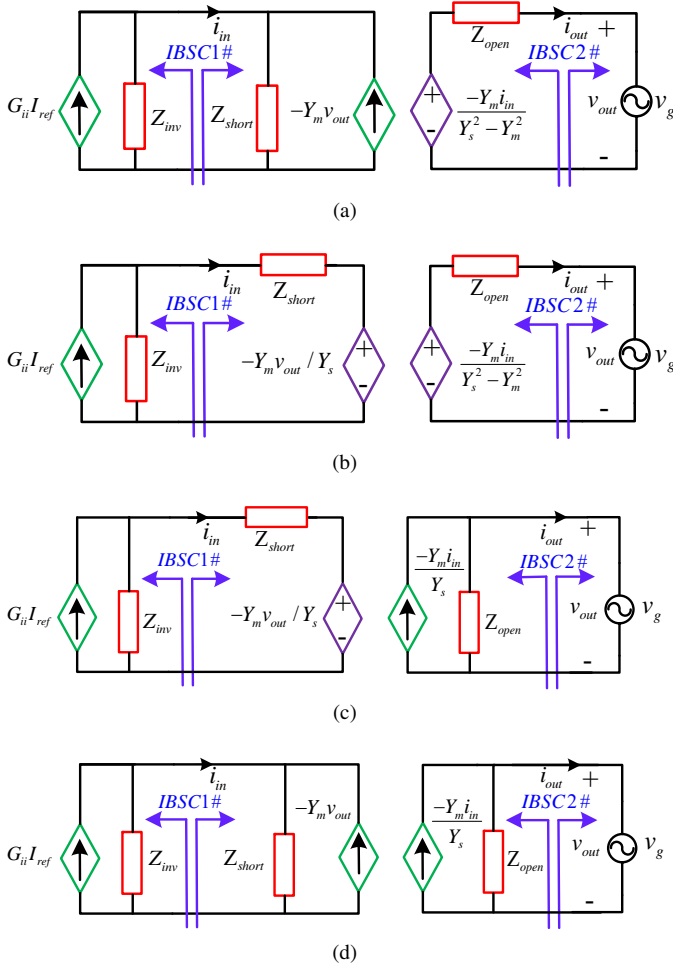 i_in Z_open i_out +
IBSC1# IBSC2#
G_ii I_ref Z_inv Z_short -Y_m v_out + - -Y_m i_in / Y_s^2 - Y_m^2 v_out v_g
-
(a)
i_in Z_short Z_open i_out +
IBSC1# IBSC2#
G_ii I_ref Z_inv -Y_m v_out / Y_s + - + - -Y_m i_in / Y_s^2 - Y_m^2 v_out v_g
-
(b)
i_in Z_short i_out +
IBSC1# -Y_m i_in / Y_s IBSC2#
G_ii I_ref Z_inv -Y_m v_out / Y_s + - Z_open v_out v_g
-
(c)
i_in i_out +
IBSC1# -Y_m v_out -Y_m i_in / Y_s IBSC2#
G_ii I_ref Z_inv Z_short Z_open v_out v_g
-
(d)